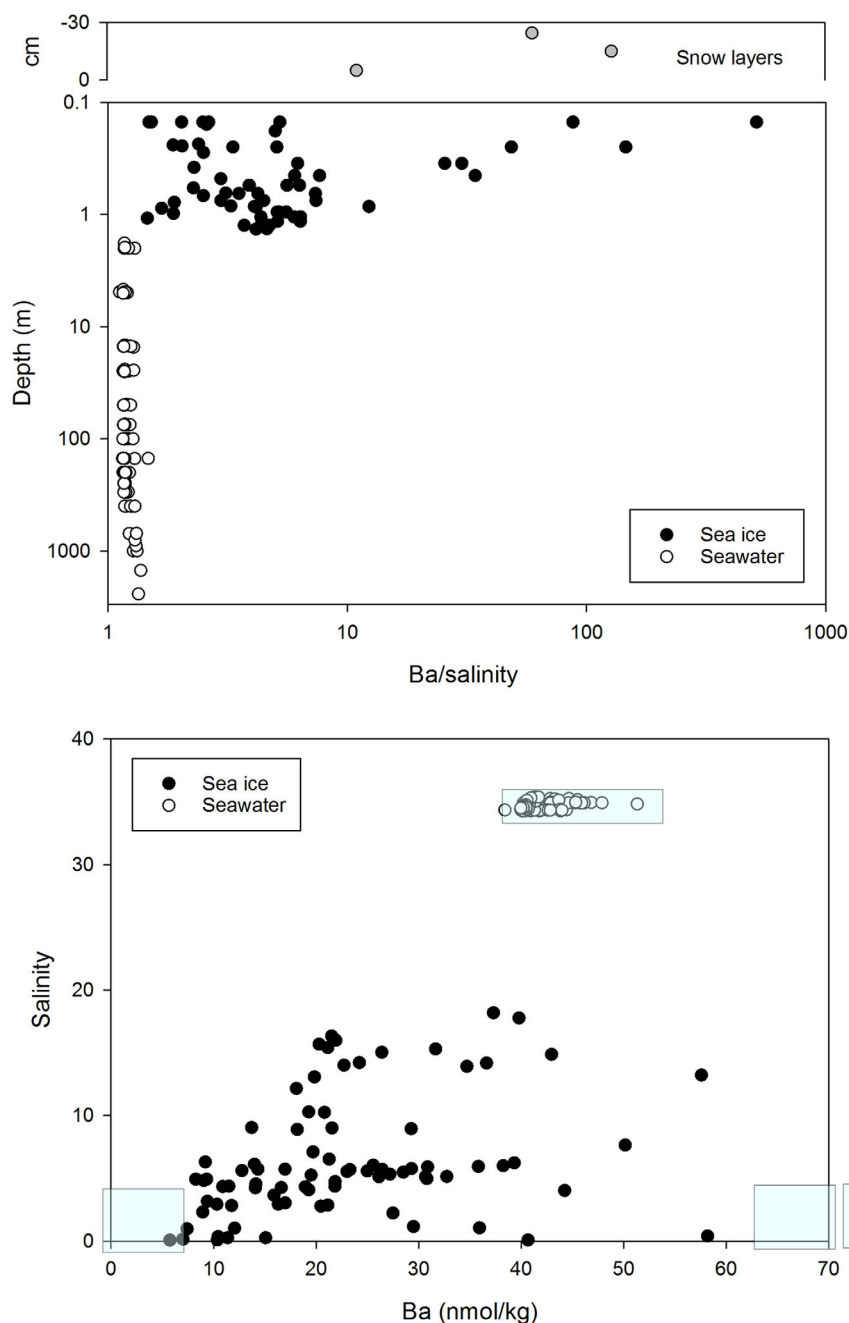 -30
cm
0
Snow layers
0.1
1
10
100
1000
Depth (m)
Sea ice
Seawater
1 10 100 1000
Ba/salinity
40
30
20
10
0
Salinity
Sea ice
Seawater
0 10 20 30 40 50 60 70
Ba (nmol/kg)